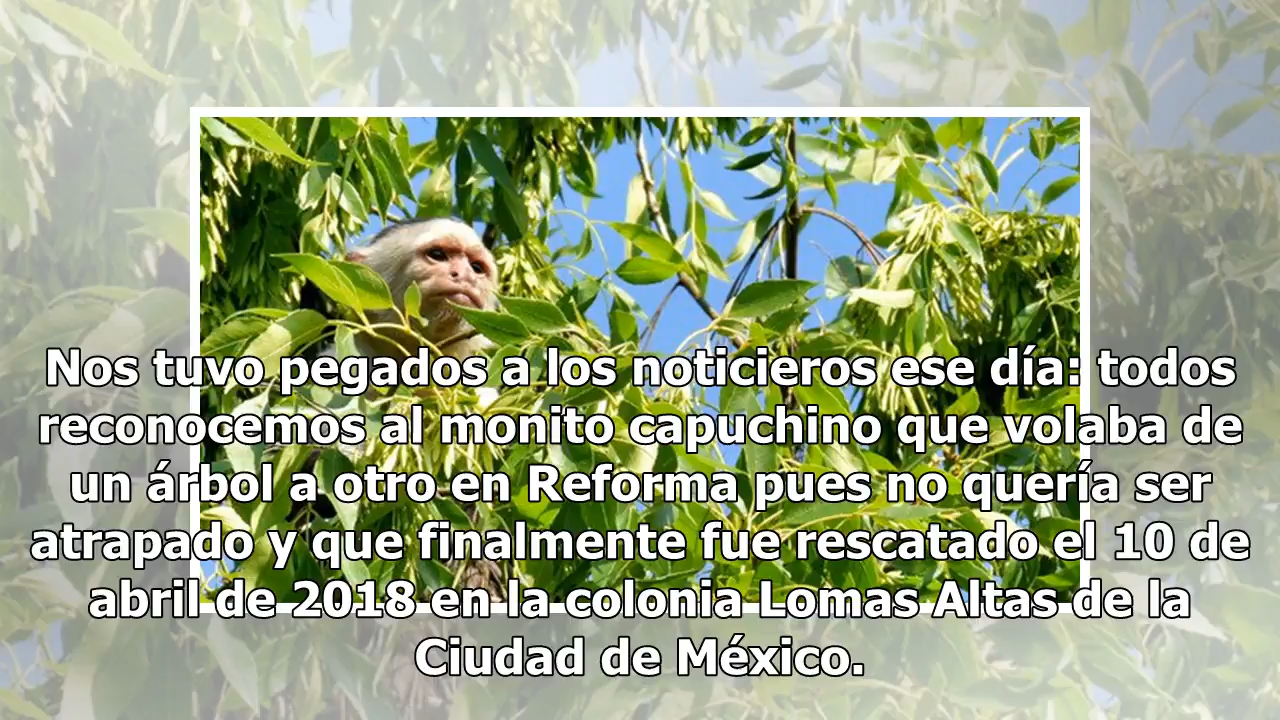 Nos tuvo pegados a los noticieros ese día: todos
reconocemos al monito capuchino que volaba de
un árbol a otro en Reforma pues no quería ser
atrapado y que finalmente fue rescatado el 10 de
abril de 2018 en la colonia Lomas Altas de la
Ciudad de México.